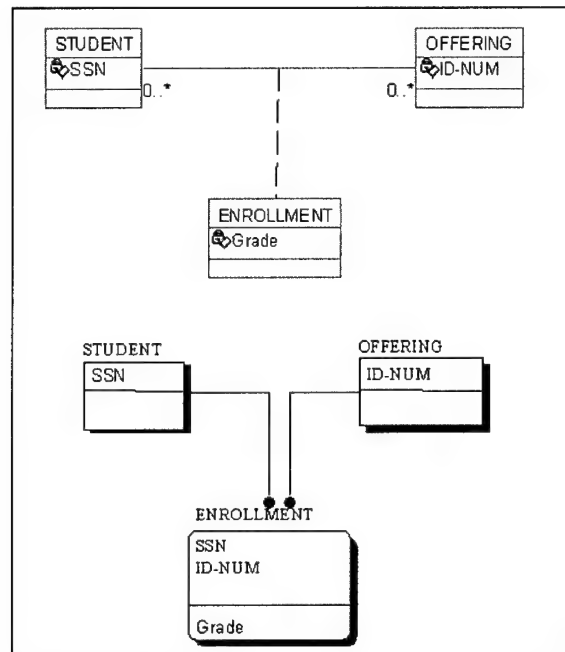 STUDENT
SSN
0..*
OFFERING
ID-NUM
0..*
ENROLLMENT
Grade
STUDENT
SSN
OFFERING
ID-NUM
ENROLLMENT
SSN
ID-NUM
Grade